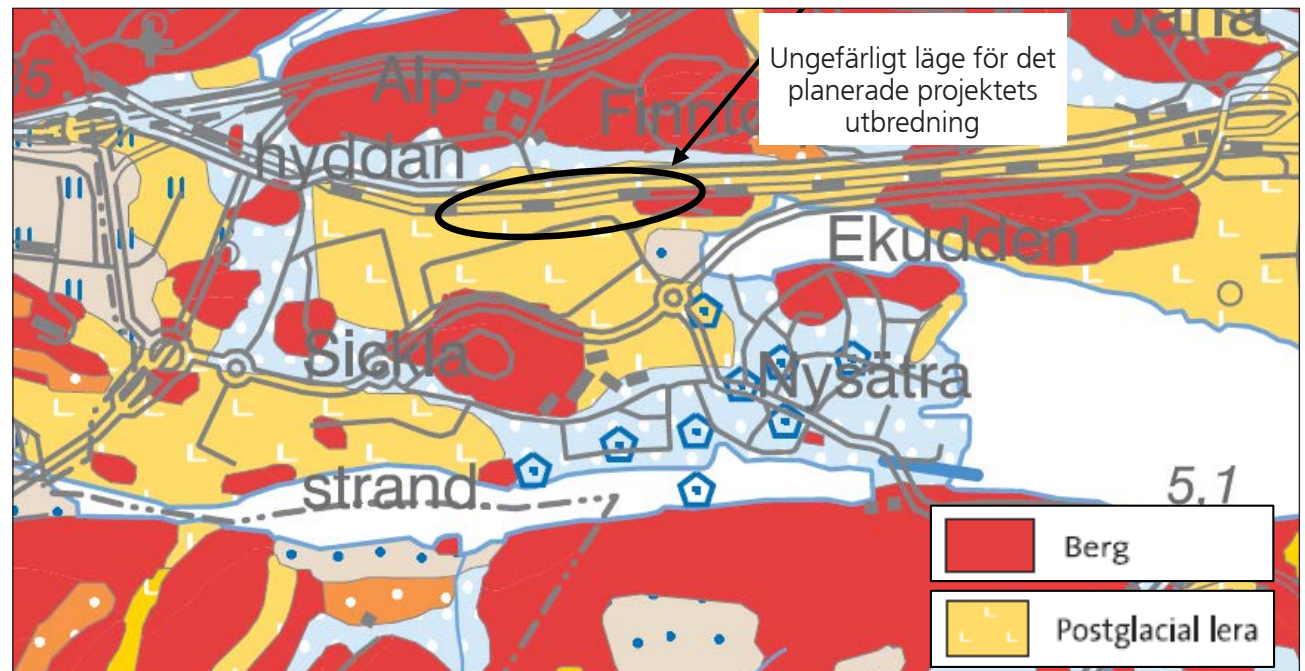 Ungefärligt läge för det
planerade projektets
utbredning
Alp-
hyddan
Ekudden
Sickla
Nysätra
strand
5,1
Berg
Postglacial lera